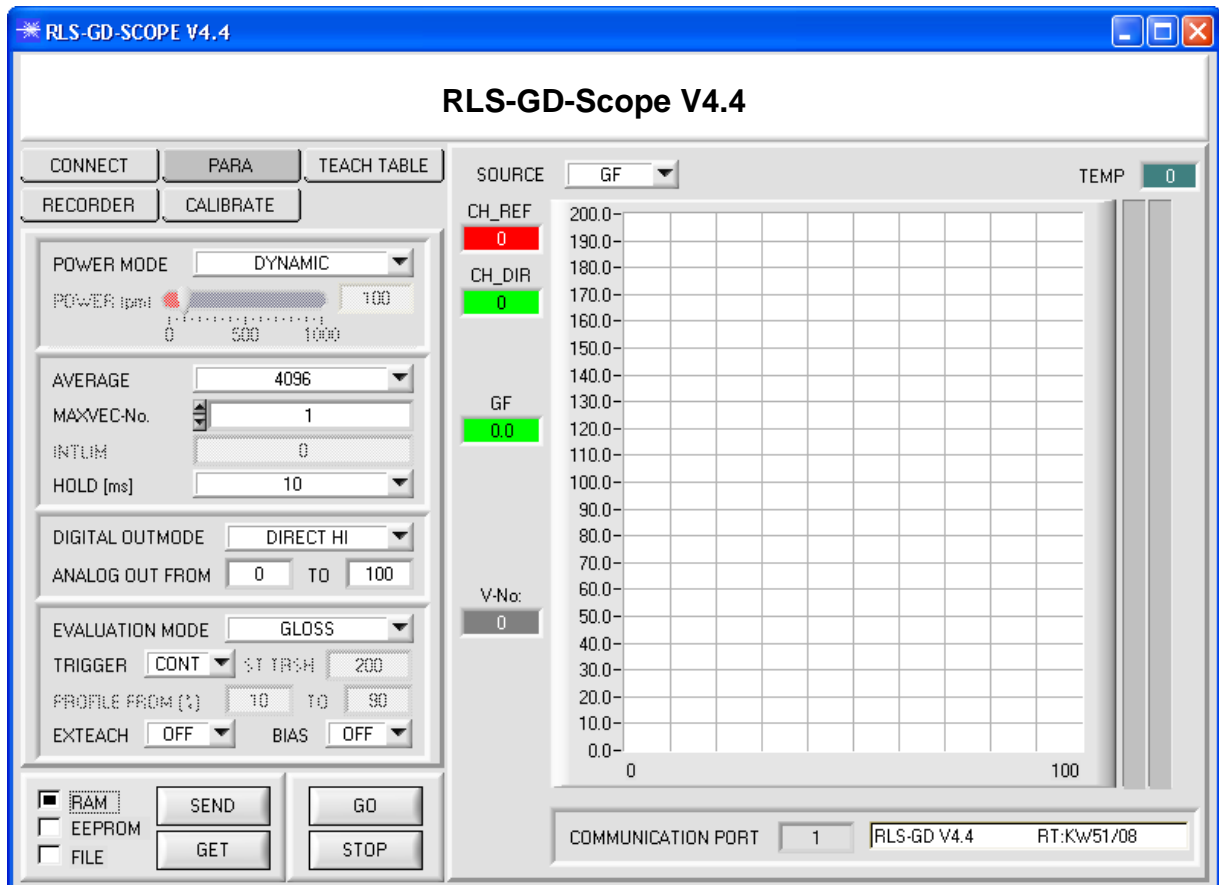 RLS-GD-SCOPE V4.4
RLS-GD-Scope V4.4
CONNECT PARA TEACH TABLE
RECORDER CALIBRATE
POWER MODE DYNAMIC
POWER [pm] 100
0 500 1000
AVERAGE 4096
MAXVEC-No. 1
INTLIM 0
HOLD [ms] 10
DIGITAL OUTMODE DIRECT HI
ANALOG OUT FROM 0 TO 100
EVALUATION MODE GLOSS
TRIGGER CONT ST TRSH 200
PROFILE FROM (%) 10 TO 90
EXTEACH OFF BIAS OFF
RAM
EEPROM
FILE
SEND
GET
GO
STOP
SOURCE GF
TEMP 0
CH_REF
0
CH_DIR
0
GF
0.0
V-No:
0
200.0
190.0
180.0
170.0
160.0
150.0
140.0
130.0
120.0
110.0
100.0
90.0
80.0
70.0
60.0
50.0
40.0
30.0
20.0
10.0
0.0
0 100
COMMUNICATION PORT 1 RLS-GD V4.4 RT:KW51/08